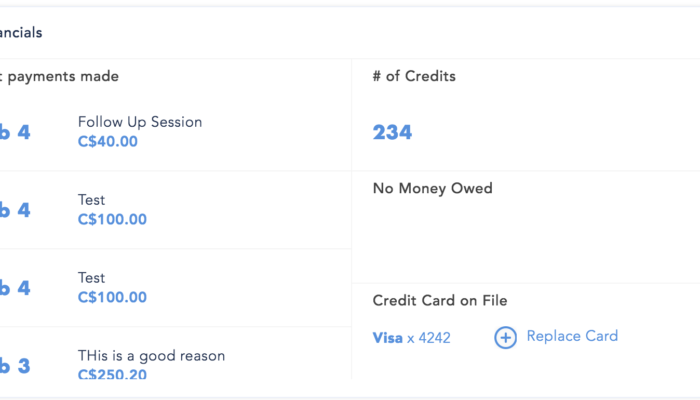 ancials
t payments made
b 4
Follow Up Session
C$40.00
b 4
Test
C$100.00
b 4
Test
C$100.00
b 3
THis is a good reason
C$250.20
# of Credits
234
No Money Owed
Credit Card on File
Visa x 4242
Replace Card